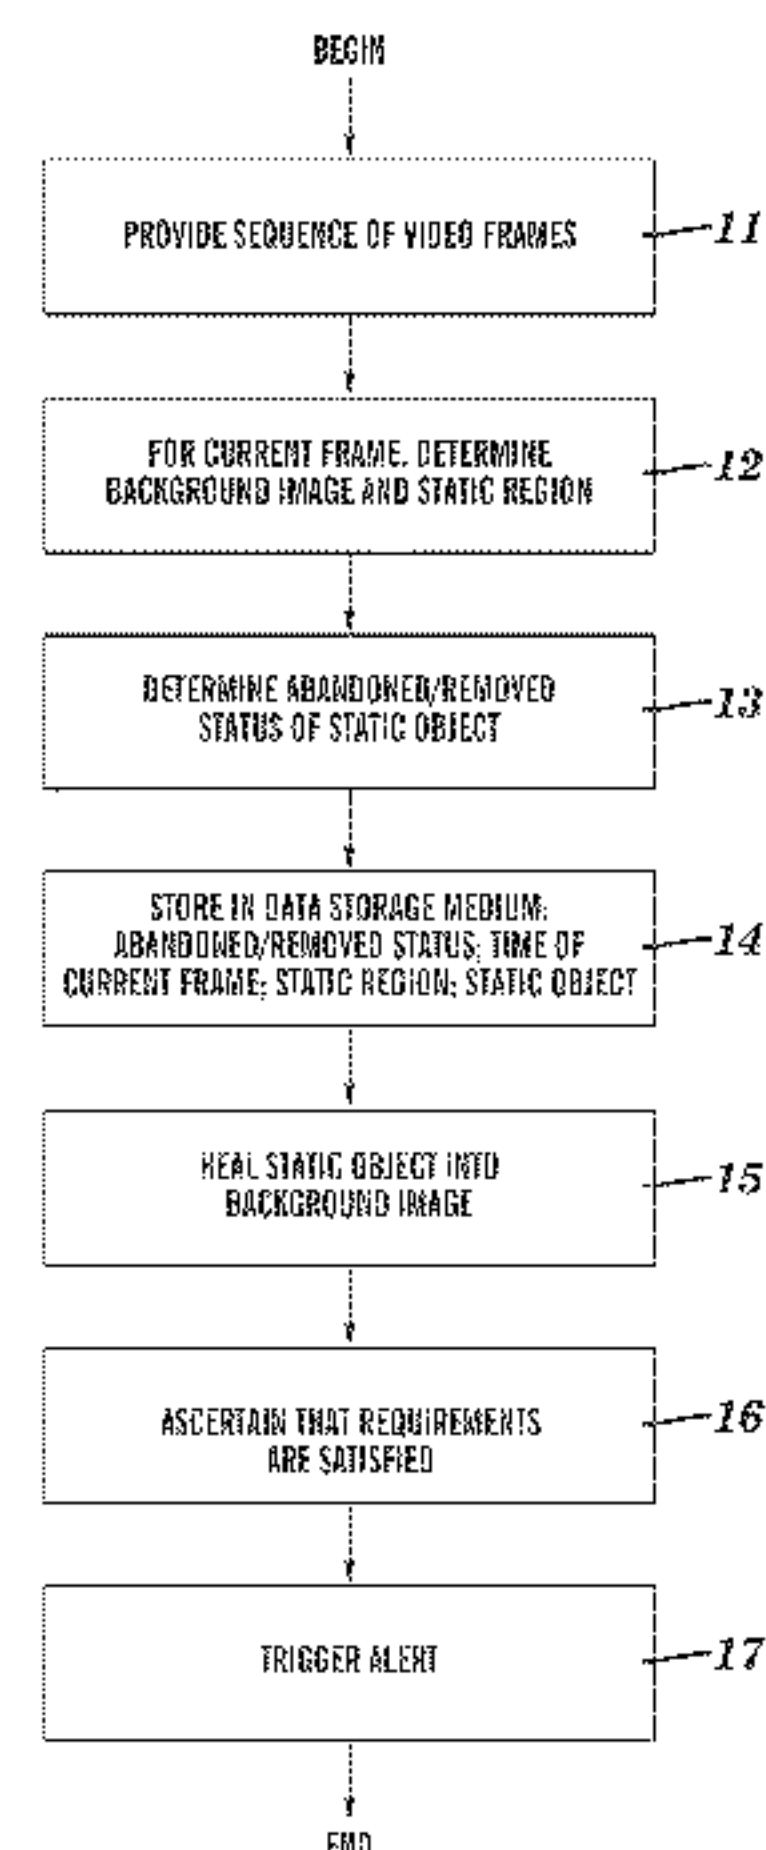 BEGIN
PROVIDE SEQUENCE OF VIDEO FRAMES
11
FOR CURRENT FRAME, DETERMINE
BACKGROUND IMAGE AND STATIC REGION
12
DETERMINE ABANDONED/REMOVED
STATUS OF STATIC OBJECT
13
STORE IN DATA STORAGE MEDIUM:
ABANDONED/REMOVED STATUS; TIME OF
CURRENT FRAME; STATIC REGION; STATIC OBJECT
14
HEAL STATIC OBJECT INTO
BACKGROUND IMAGE
15
ASCERTAIN THAT REQUIREMENTS
ARE SATISFIED
16
TRIGGER ALERT
17
END